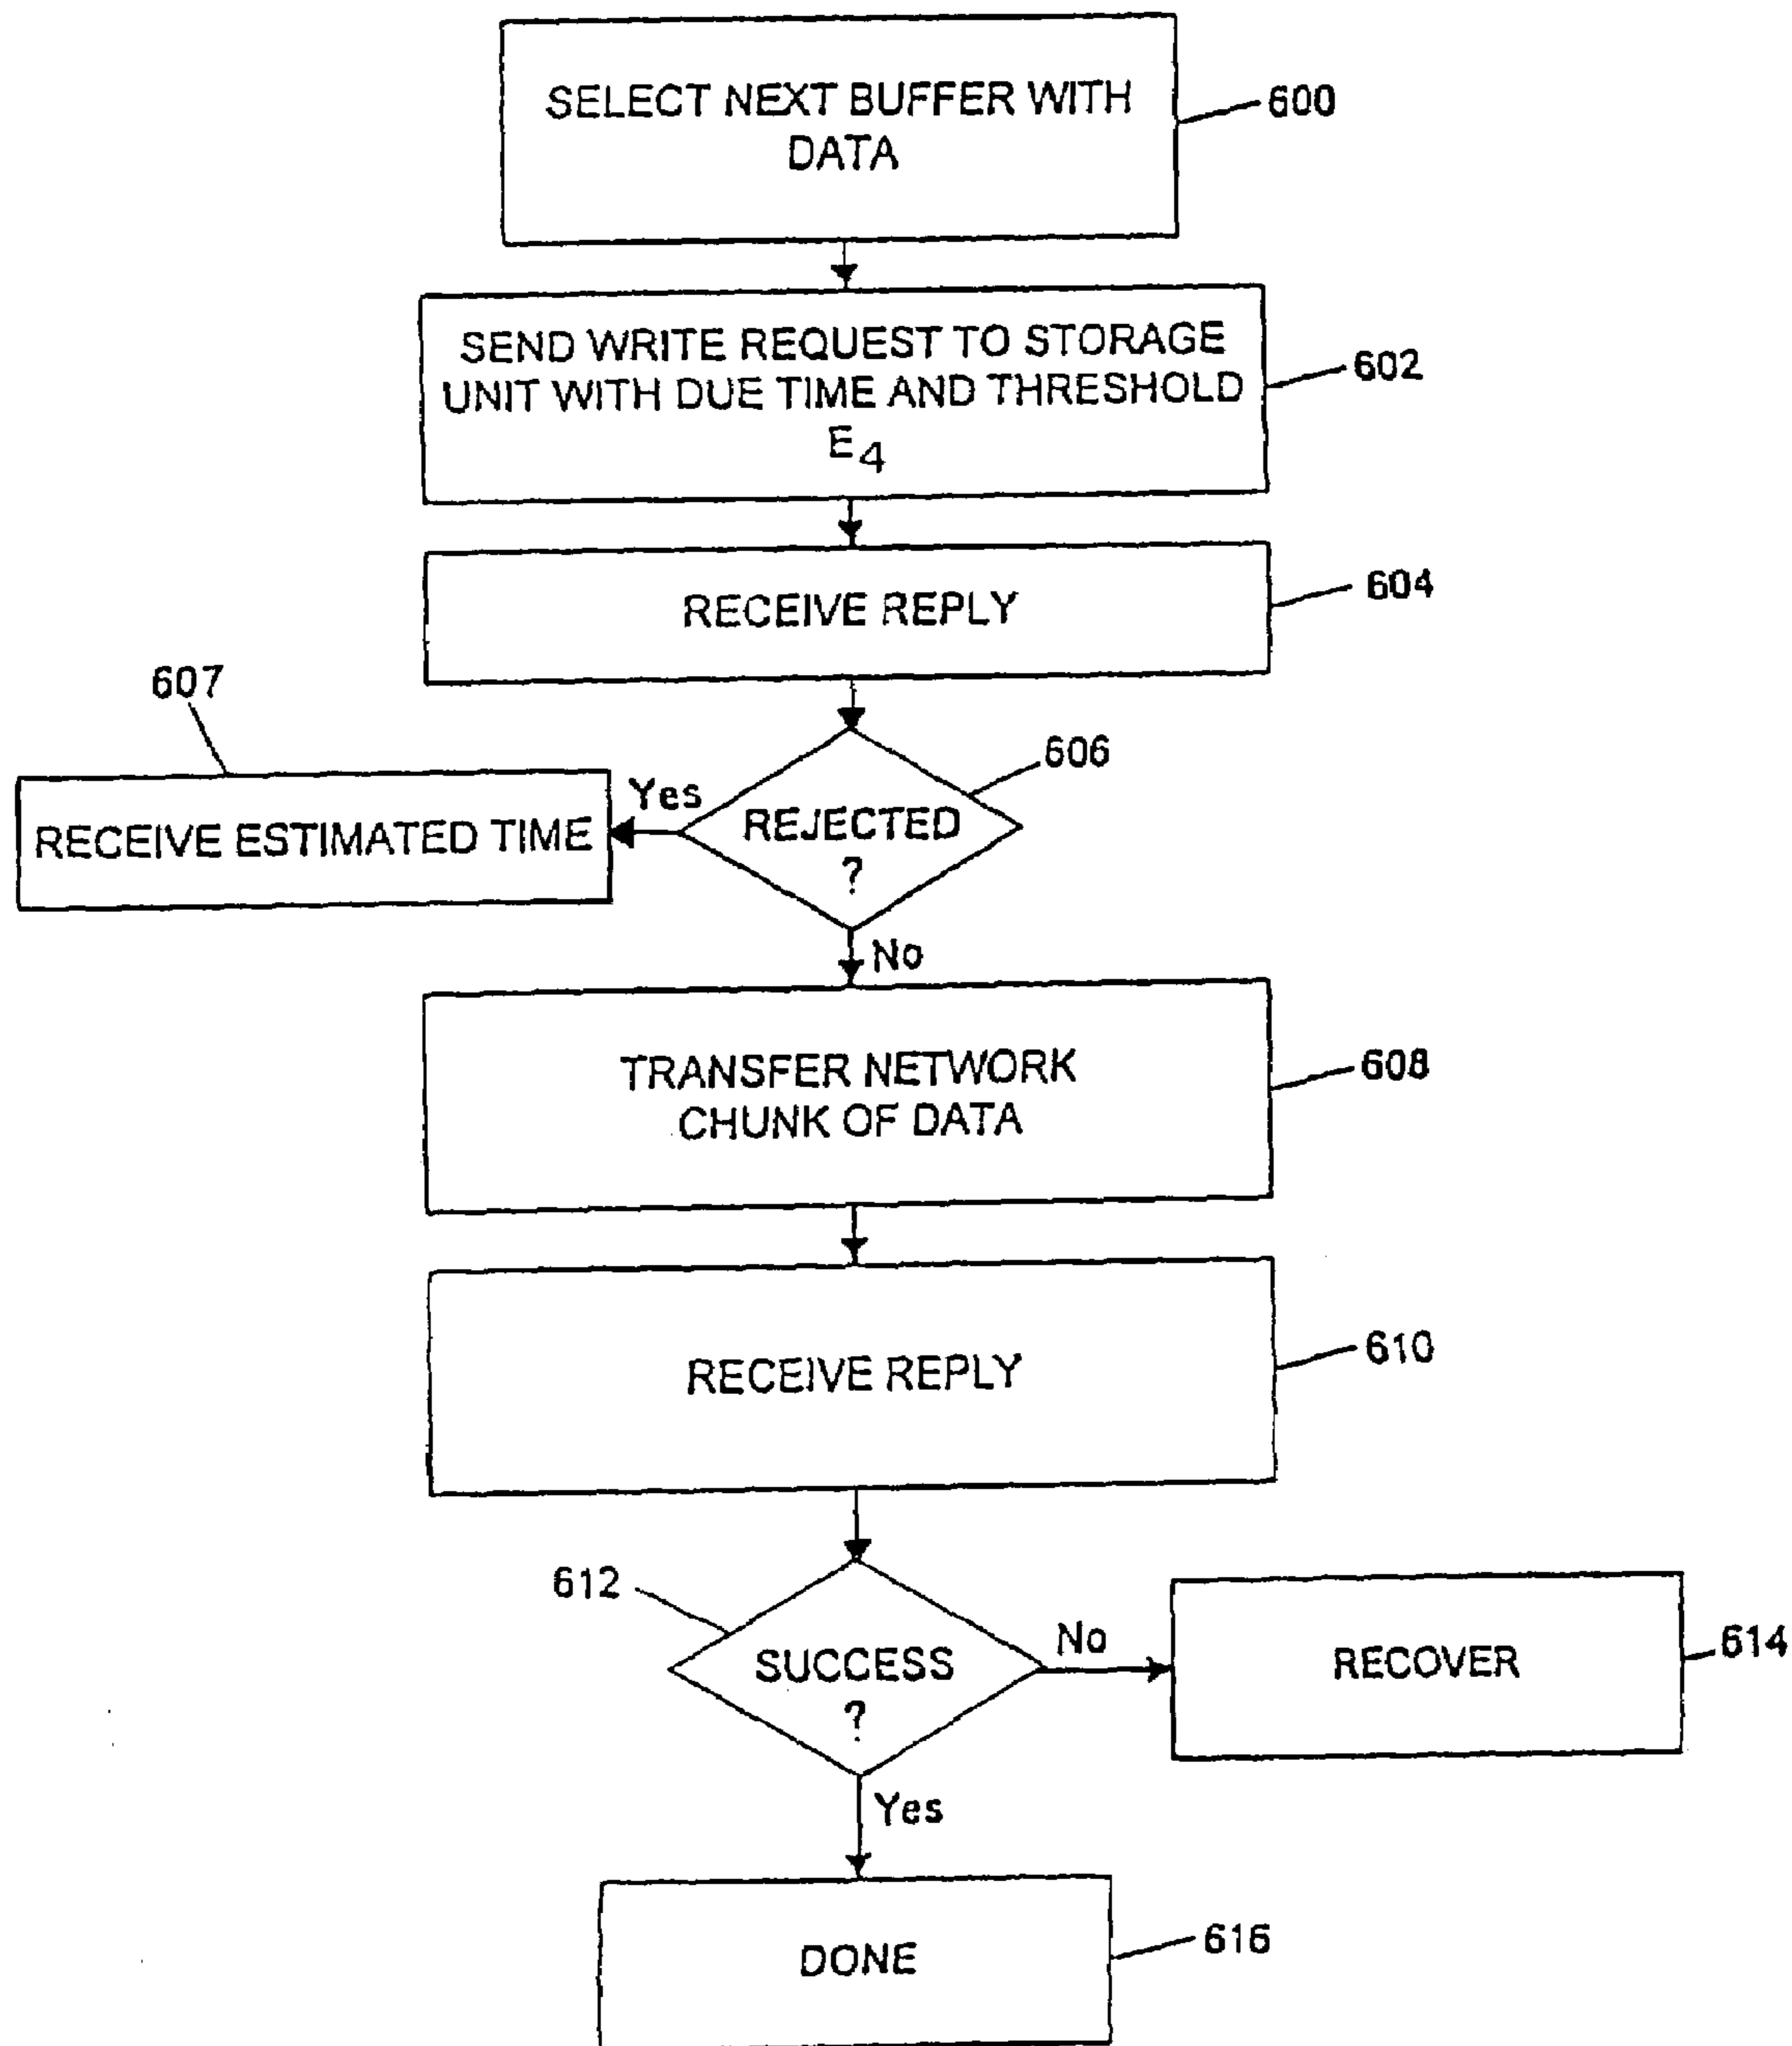 SELECT NEXT BUFFER WITH
DATA
600
SEND WRITE REQUEST TO STORAGE
UNIT WITH DUE TIME AND THRESHOLD
E4
602
RECEIVE REPLY
604
607
606
Yes
REJECTED
?
RECEIVE ESTIMATED TIME
No
TRANSFER NETWORK
CHUNK OF DATA
608
RECEIVE REPLY
610
612
SUCCESS
?
No
RECOVER
614
Yes
DONE
616